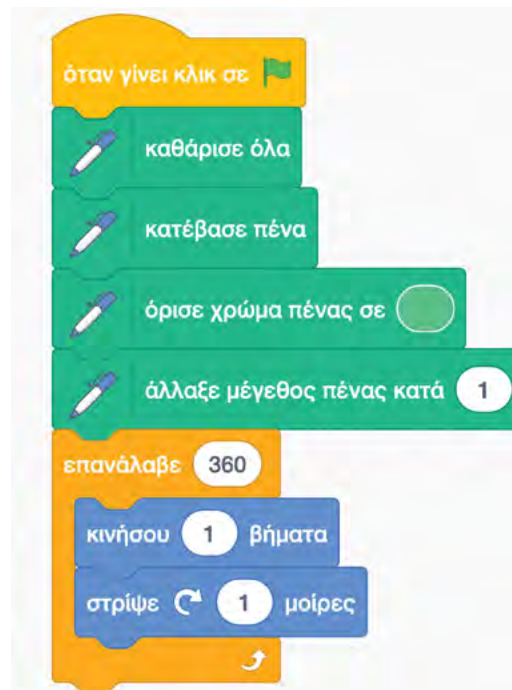 όταν γίνει κλικ σε
καθάρισε όλα
κατέβασε πένα
όρισε χρώμα πένας σε
άλλαξε μέγεθος πένας κατά 1
επανάλαβε 360
κινήσου 1 βήματα
στρίψε 1 μοίρες